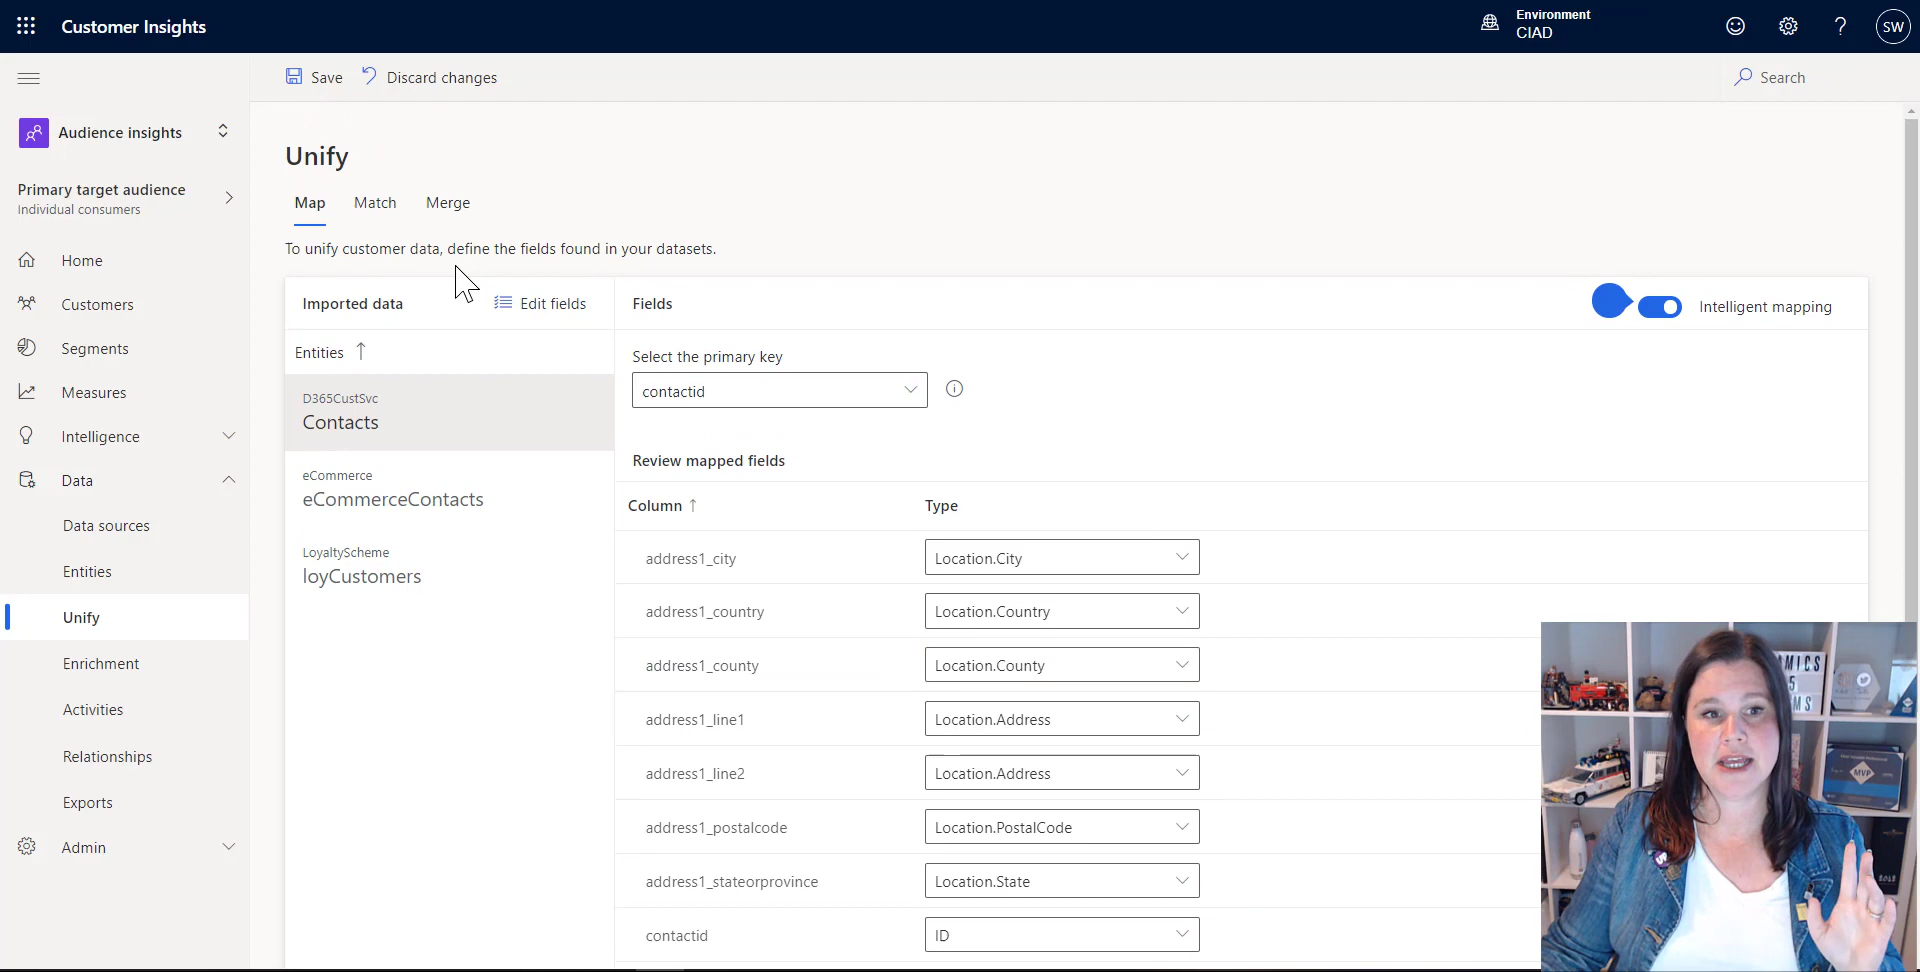 Customer Insights
Environment
CIAD
SW
Save
Discard changes
Search
Audience insights
Primary target audience
Individual consumers
Home
Customers
Segments
Measures
Intelligence
Data
Data sources
Entities
Unify
Enrichment
Activities
Relationships
Exports
Admin
Unify
Map
Match
Merge
To unify customer data, define the fields found in your datasets.
Imported data
Edit fields
Entities
D365CustSvc
Contacts
eCommerce
eCommerceContacts
LoyaltyScheme
loyCustomers
Fields
Intelligent mapping
Select the primary key
contactid
Review mapped fields
Column
Type
address1_city
Location.City
address1_country
Location.Country
address1_county
Location.County
address1_line1
Location.Address
address1_line2
Location.Address
address1_postalcode
Location.PostalCode
address1_stateorprovince
Location.State
contactid
ID
AMICS
5
MS
MVP